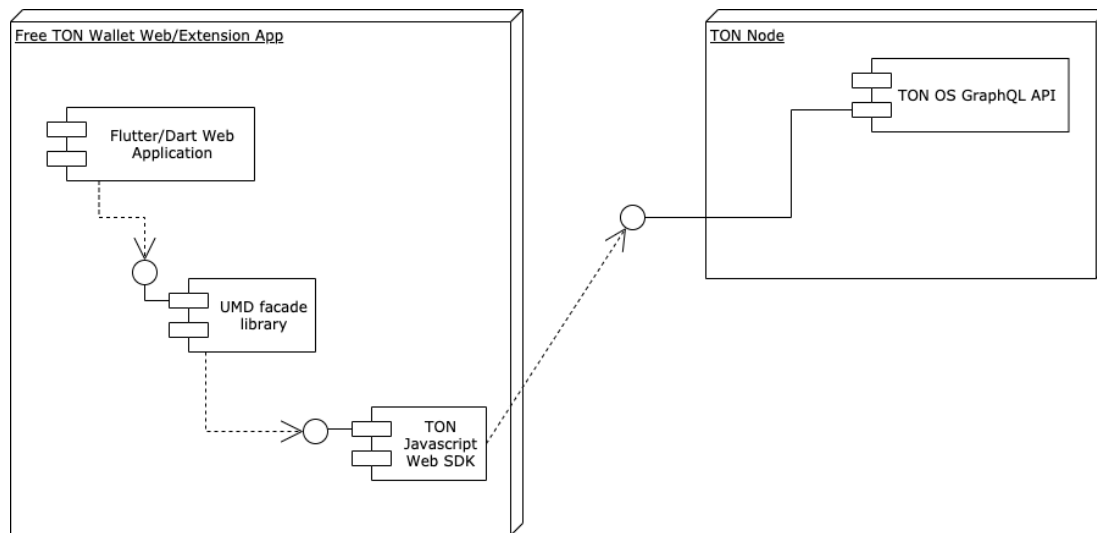 Free TON Wallet Web/Extension App
TON Node
TON OS GraphQL API
Flutter/Dart Web
Application
UMD facade
library
TON
Javascript
Web SDK